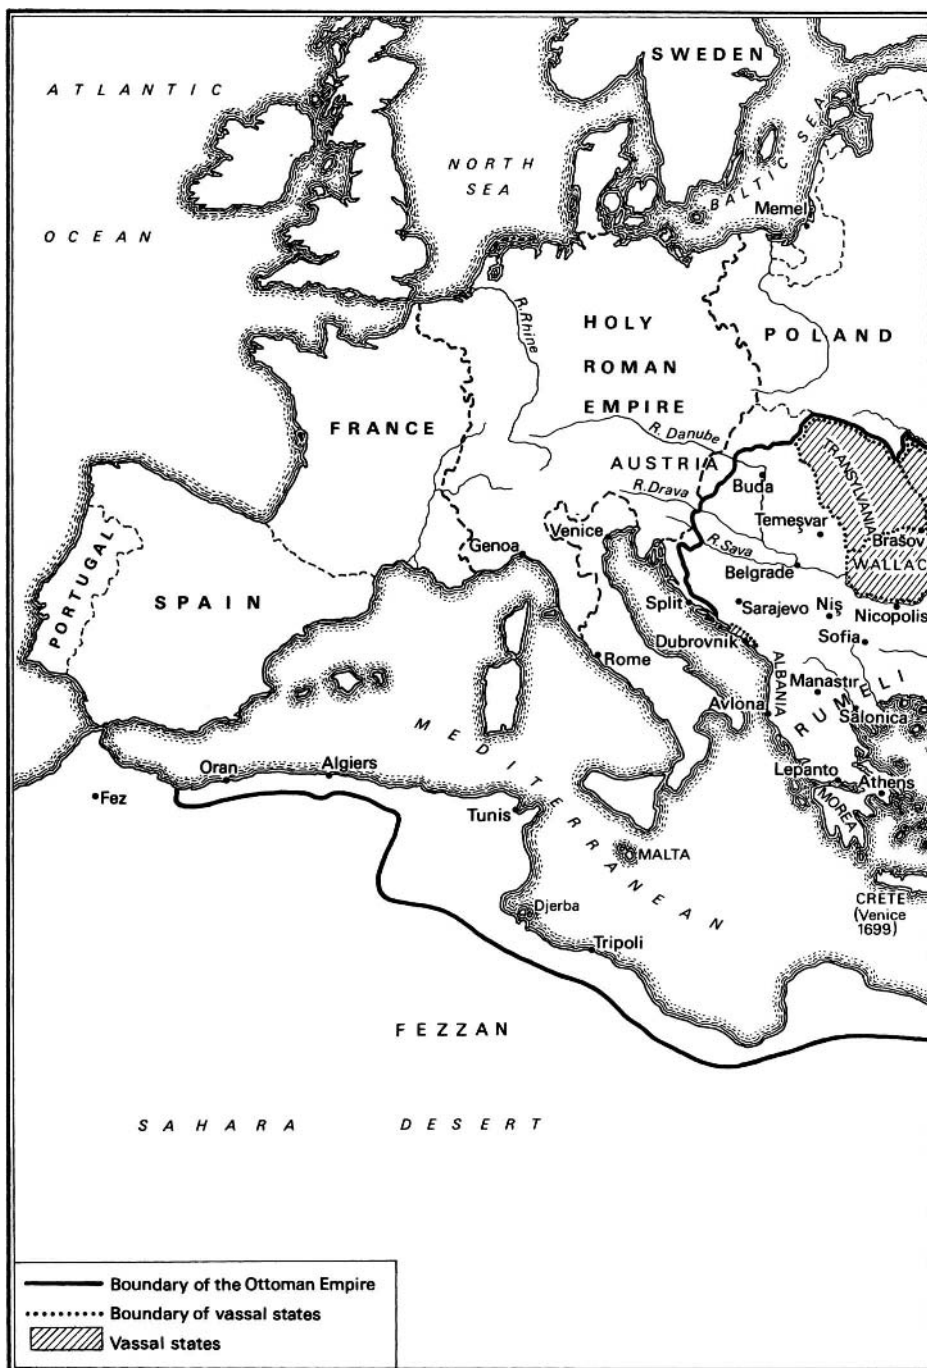 SWEDEN
ATLANTIC
OCEAN
NORTH
SEA
BALTIC SEA
Memel
R.Rhine
HOLY
ROMAN
EMPIRE
POLAND
FRANCE
R. Danube
AUSTRIA
TRANSYLVANIA
R.Drava
Buda
Temeşvar
Brašov
Venice
R.Sava
WALLAC
Genoa
Belgrade
PORTUGAL
SPAIN
Split
Sarajevo
Niş
Nicopolis
Dubrovnik
Sofia
Rome
ALBANIA
Manastır
RUMELI
Avlona
Salonica
MEDITERRANEAN
Oran
Algiers
Lepanto
Athens
Fez
Tunis
MOREA
MALTA
CRETE
(Venice
1699)
Djerba
Tripoli
FEZZAN
SAHARA DESERT
Boundary of the Ottoman Empire
Boundary of vassal states
Vassal states